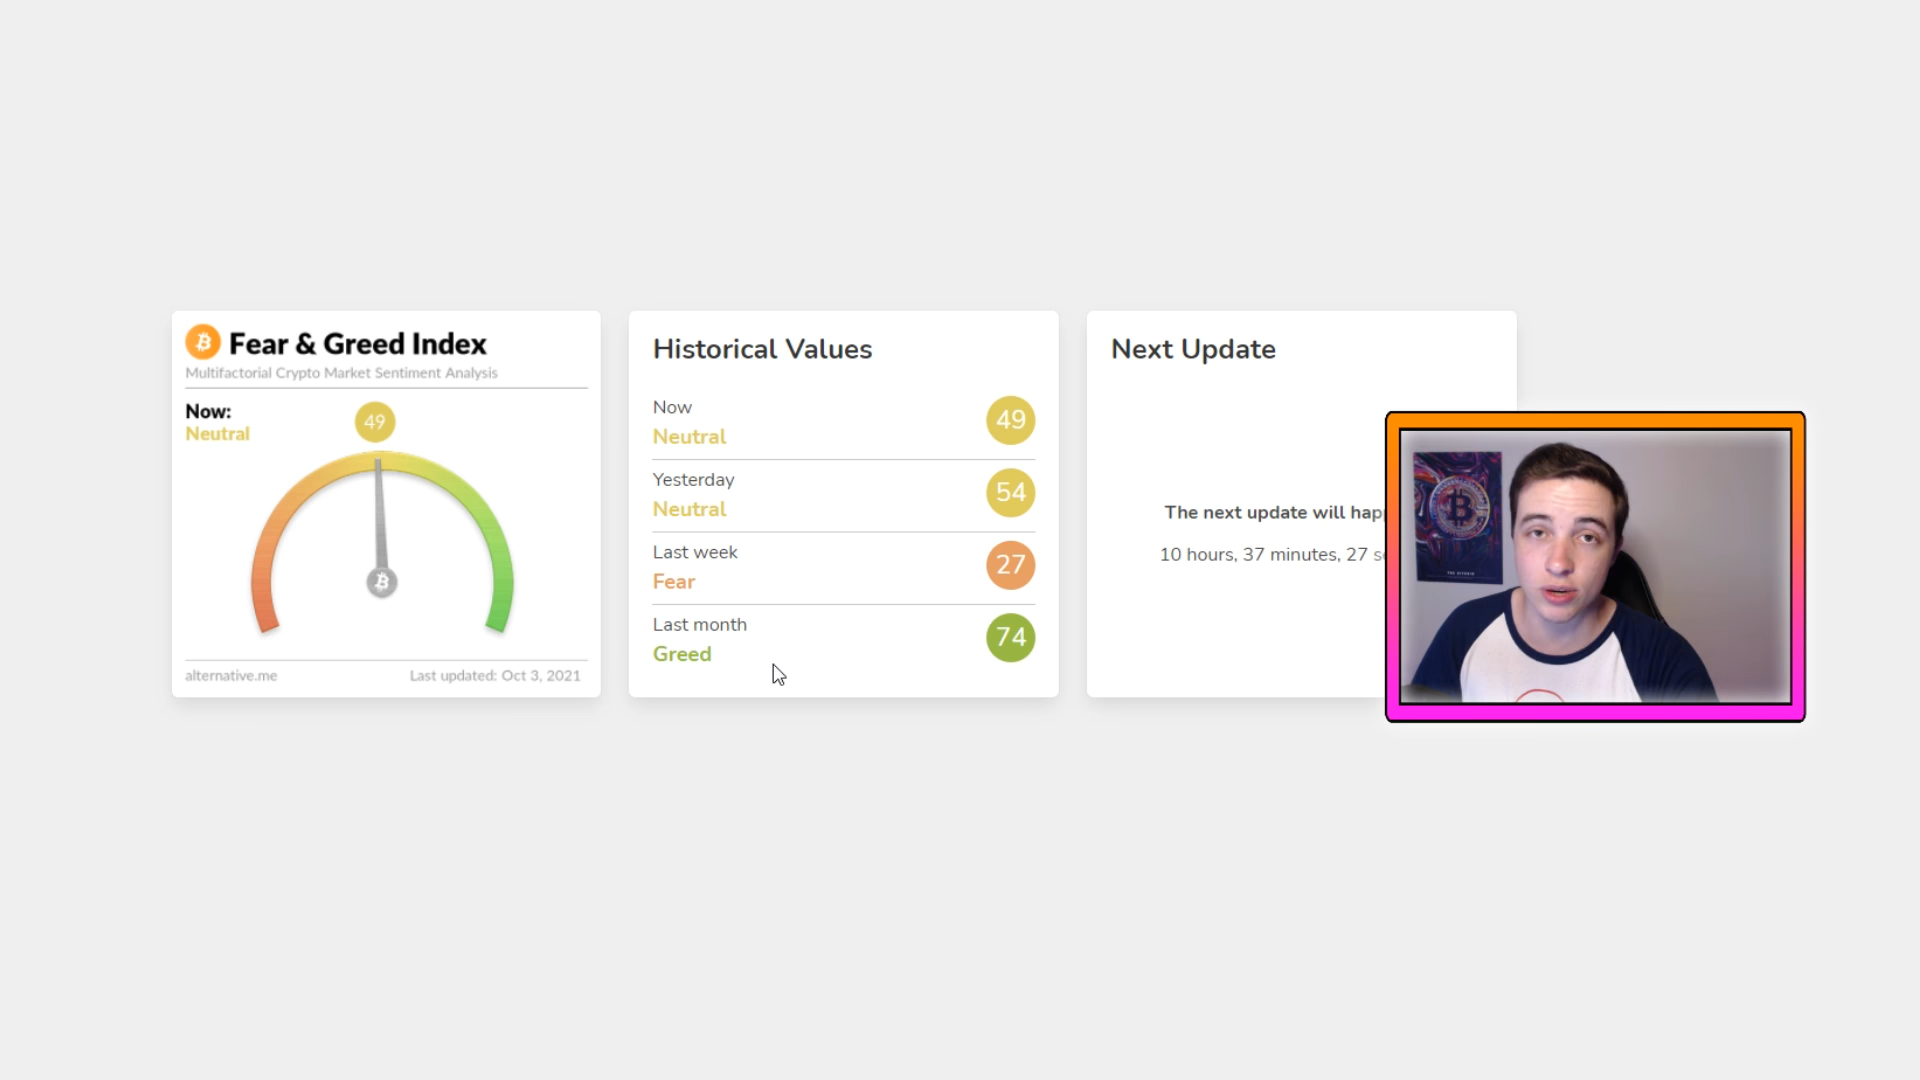 Fear & Greed Index
Multifactorial Crypto Market Sentiment Analysis
Now:
Neutral
49
alternative.me
Last updated: Oct 3, 2021
Historical Values
Now
Neutral
49
Yesterday
Neutral
54
Last week
Fear
27
Last month
Greed
74
Next Update
The next update will
10 hours, 37 minutes, 27